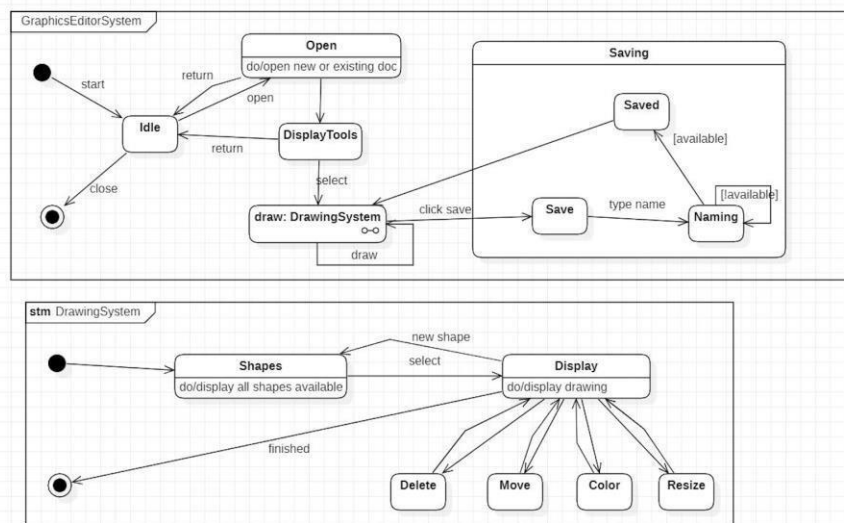 GraphicsEditorSystem
Open
do/open new or existing doc
Saving
start
return
open
Saved
Idle
DisplayTools
return
[available]
close
select
[!available]
draw: DrawingSystem
click save
Save
type name
Naming
draw
stm DrawingSystem
new shape
Shapes
select
Display
do/display all shapes available
do/display drawing
finished
Delete
Move
Color
Resize